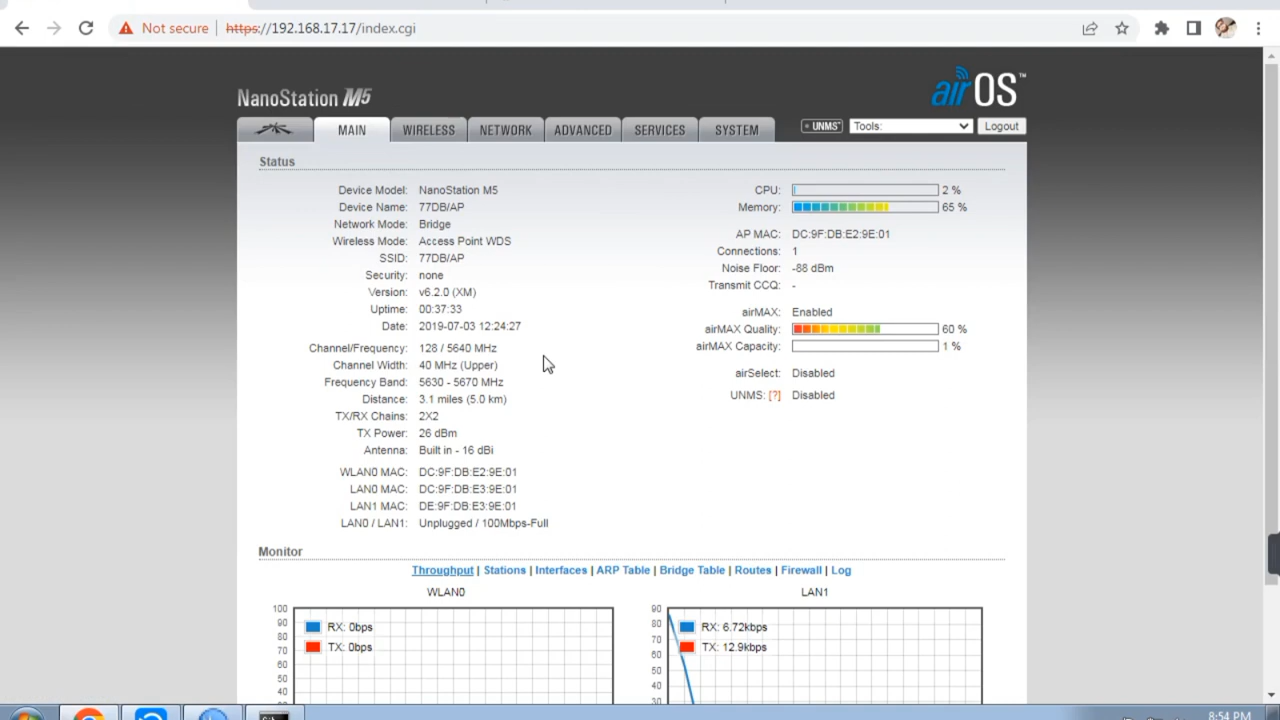 Not secure | https://192.168.17.17/index.cgi
NanoStation M5
airOS™
MAIN WIRELESS NETWORK ADVANCED SERVICES SYSTEM
UNMS™ Tools: Logout
Status
Device Model: NanoStation M5
Device Name: 77DB/AP
Network Mode: Bridge
Wireless Mode: Access Point WDS
SSID: 77DB/AP
Security: none
Version: v6.2.0 (XM)
Uptime: 00:37:33
Date: 2019-07-03 12:24:27
Channel/Frequency: 128 / 5640 MHz
Channel Width: 40 MHz (Upper)
Frequency Band: 5630 - 5670 MHz
Distance: 3.1 miles (5.0 km)
TX/RX Chains: 2X2
TX Power: 26 dBm
Antenna: Built in - 16 dBi
WLAN0 MAC: DC:9F:DB:E2:9E:01
LAN0 MAC: DC:9F:DB:E3:9E:01
LAN1 MAC: DE:9F:DB:E3:9E:01
LAN0 / LAN1: Unplugged / 100Mbps-Full
CPU: 2 %
Memory: 65 %
AP MAC: DC:9F:DB:E2:9E:01
Connections: 1
Noise Floor: -88 dBm
Transmit CCQ: -
airMAX: Enabled
airMAX Quality: 60 %
airMAX Capacity: 1 %
airSelect: Disabled
UNMS: [?] Disabled
Monitor
Throughput | Stations | Interfaces | ARP Table | Bridge Table | Routes | Firewall | Log
WLAN0
100
90
80
70
60
50
40
RX: 0bps
TX: 0bps
LAN1
90
80
70
60
50
40
30
RX: 6.72kbps
TX: 12.9kbps
8:54 PM